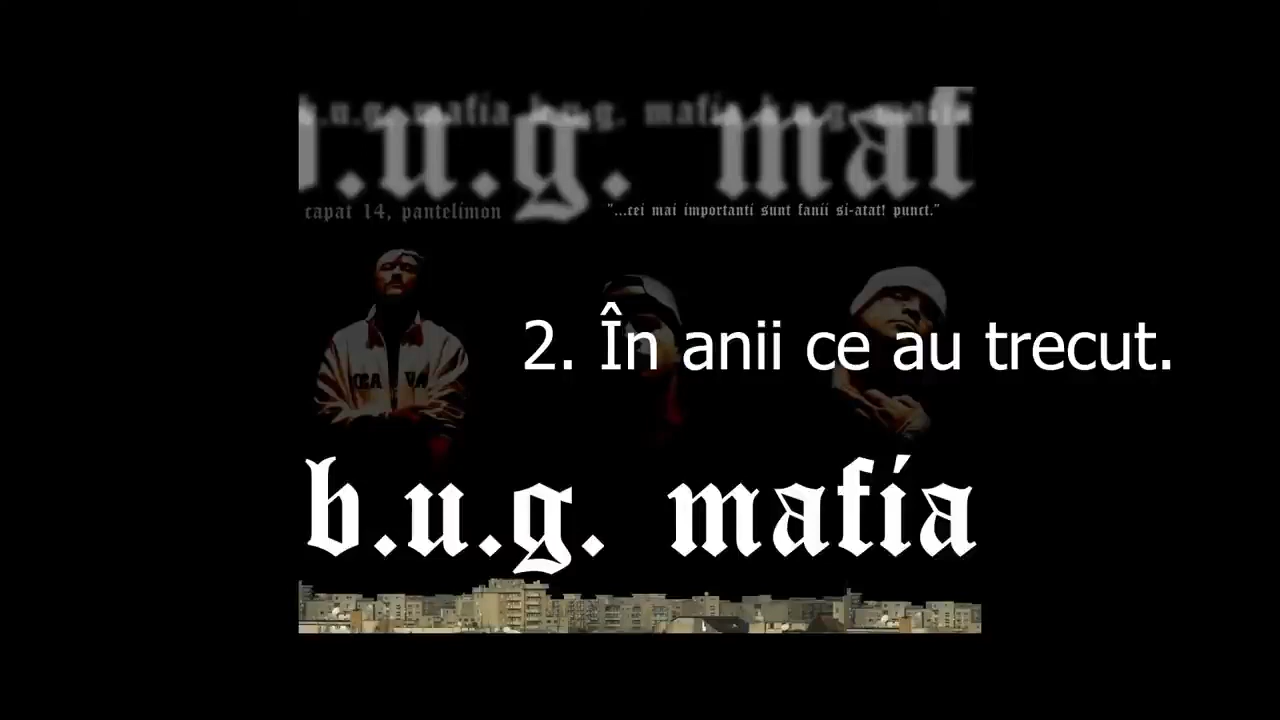 b.u.g. mafia b.u.g. mafia b.u.g. mafia
b.u.g. maf
capat 14, pantelimon
"...cei mai importanti sunt fanii si-atat! punct."
2. În anii ce au trecut.
b.u.g. mafia